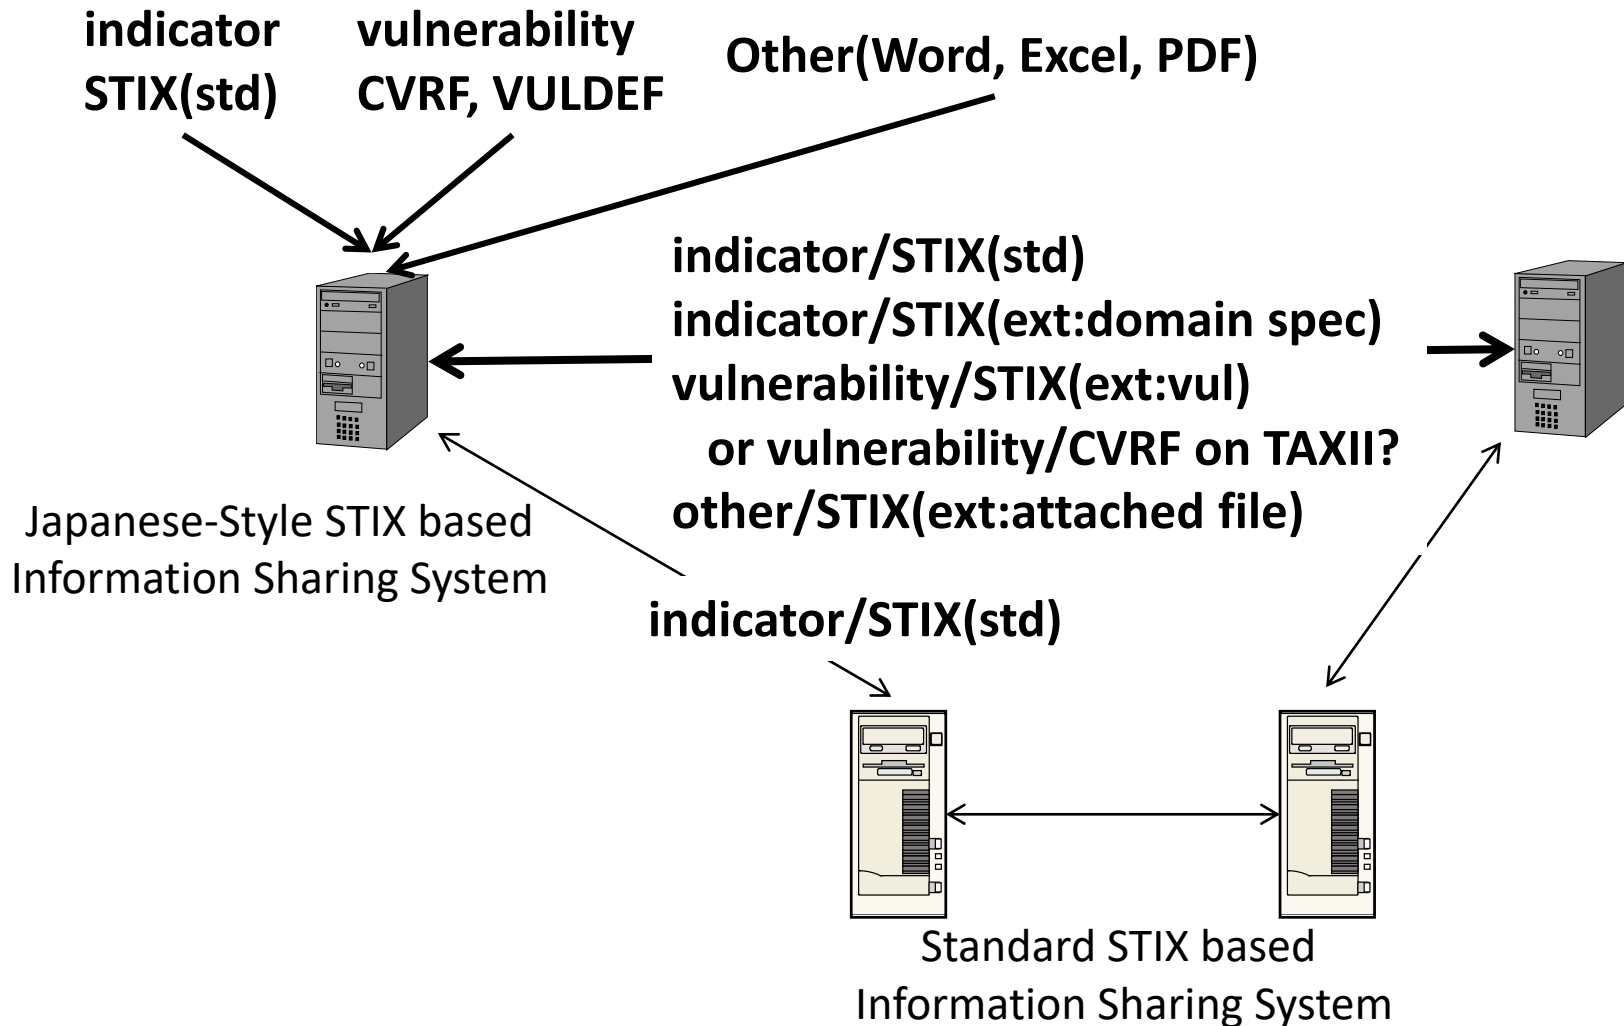 indicator
STIX(std)
vulnerability
CVRF, VULDEF
Other(Word, Excel, PDF)
indicator/STIX(std)
indicator/STIX(ext:domain spec)
vulnerability/STIX(ext:vul)
or vulnerability/CVRF on TAXII?
other/STIX(ext:attached file)
Japanese-Style STIX based
Information Sharing System
indicator/STIX(std)
Standard STIX based
Information Sharing System